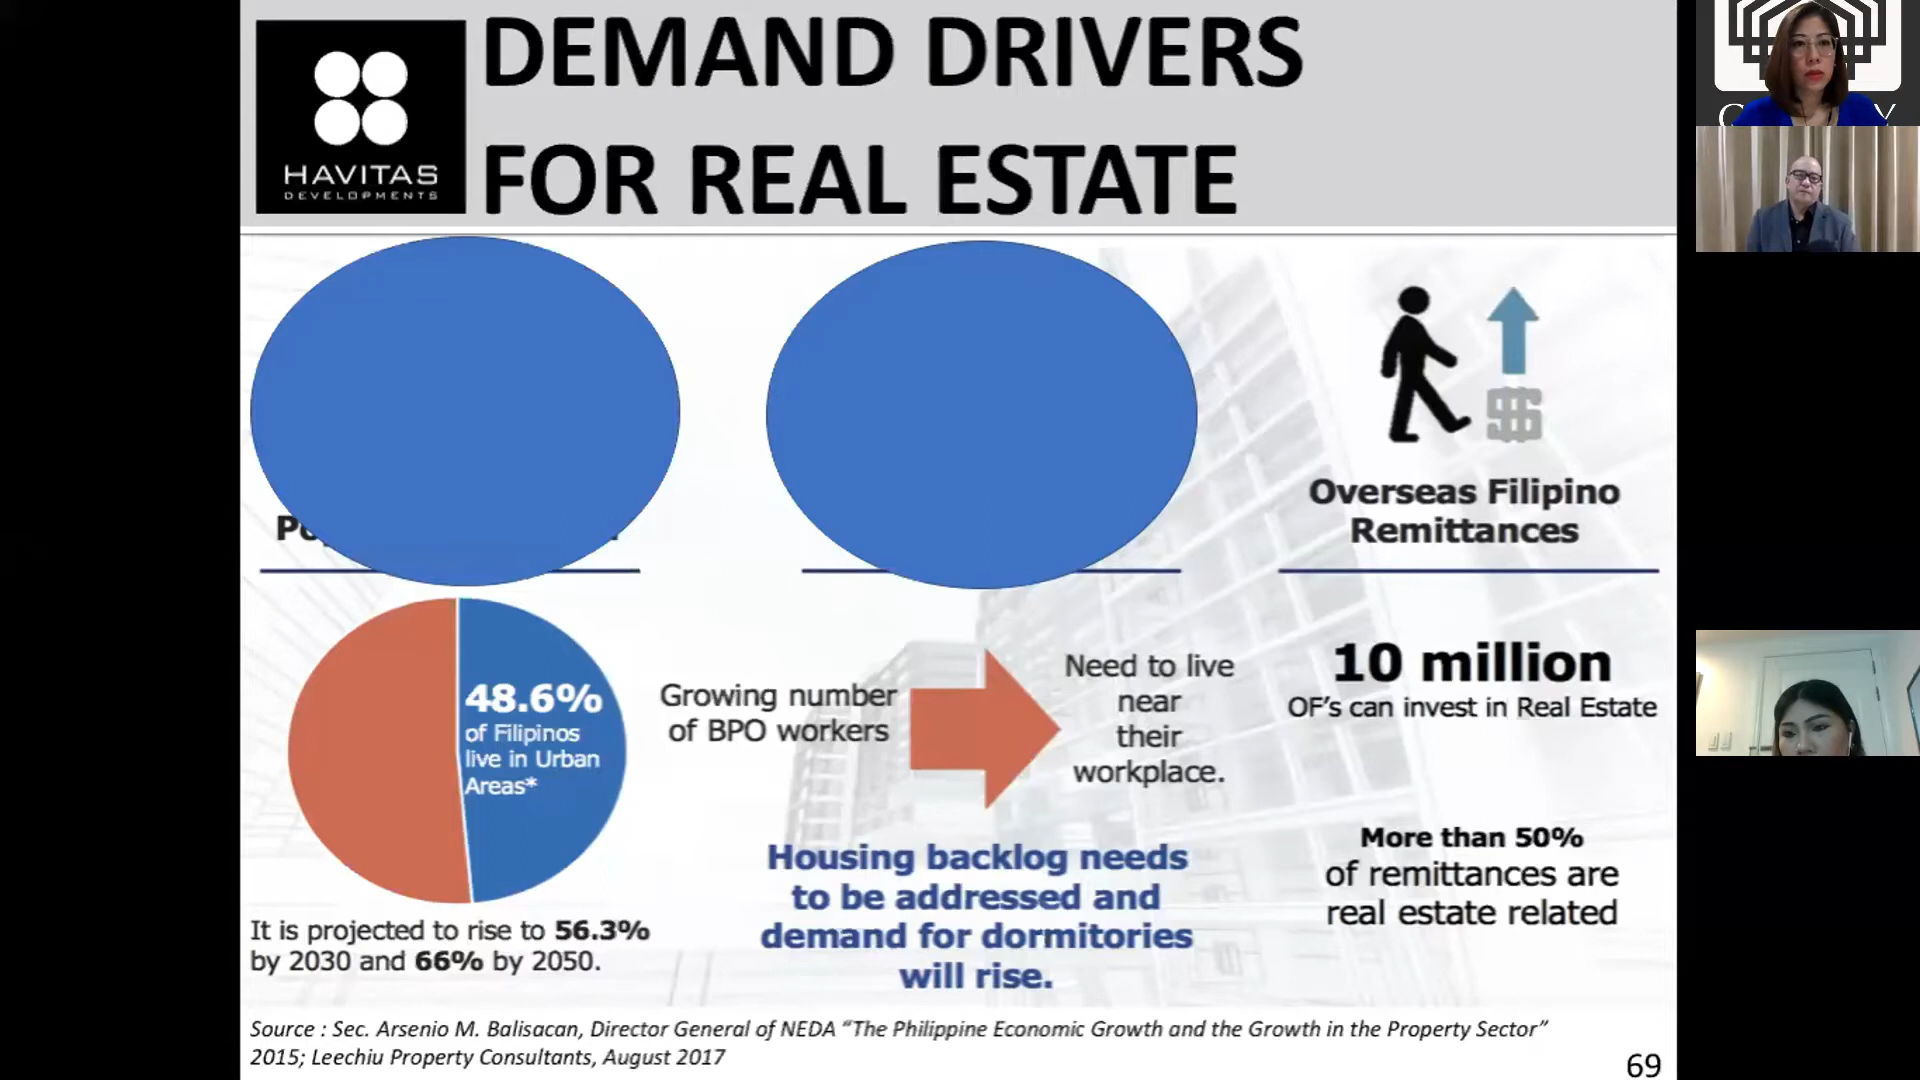 HAVITAS
DEVELOPMENTS
DEMAND DRIVERS
FOR REAL ESTATE
Overseas Filipino
Remittances
48.6%
of Filipinos
live in Urban
Areas*
It is projected to rise to 56.3%
by 2030 and 66% by 2050.
Growing number
of BPO workers
Need to live
near
their
workplace.
Housing backlog needs
to be addressed and
demand for dormitories
will rise.
10 million
OF's can invest in Real Estate
More than 50%
of remittances are
real estate related
Source : Sec. Arsenio M. Balisacan, Director General of NEDA “The Philippine Economic Growth and the Growth in the Property Sector”
2015; Leechiu Property Consultants, August 2017
69